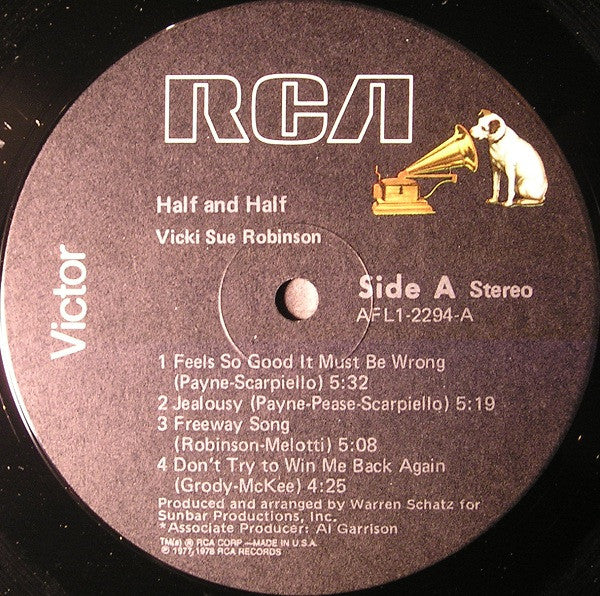 RCA
Victor
Half and Half
Vicki Sue Robinson
Side A Stereo
AFL1-2294-A
1 Feels So Good It Must Be Wrong
(Payne-Scarpiello) 5:32
2 Jealousy (Payne-Pease-Scarpiello) 5:19
3 Freeway Song
(Robinson-Melotti) 5:08
4 Don't Try to Win Me Back Again
(Grody-McKee) 4:25
Produced and arranged by Warren Schatz for
Sunbar Productions, Inc.
*Associate Producer: Al Garrison
TM(s) ® RCA CORP—MADE IN U.S.A.
℗ 1977, 1978 RCA RECORDS